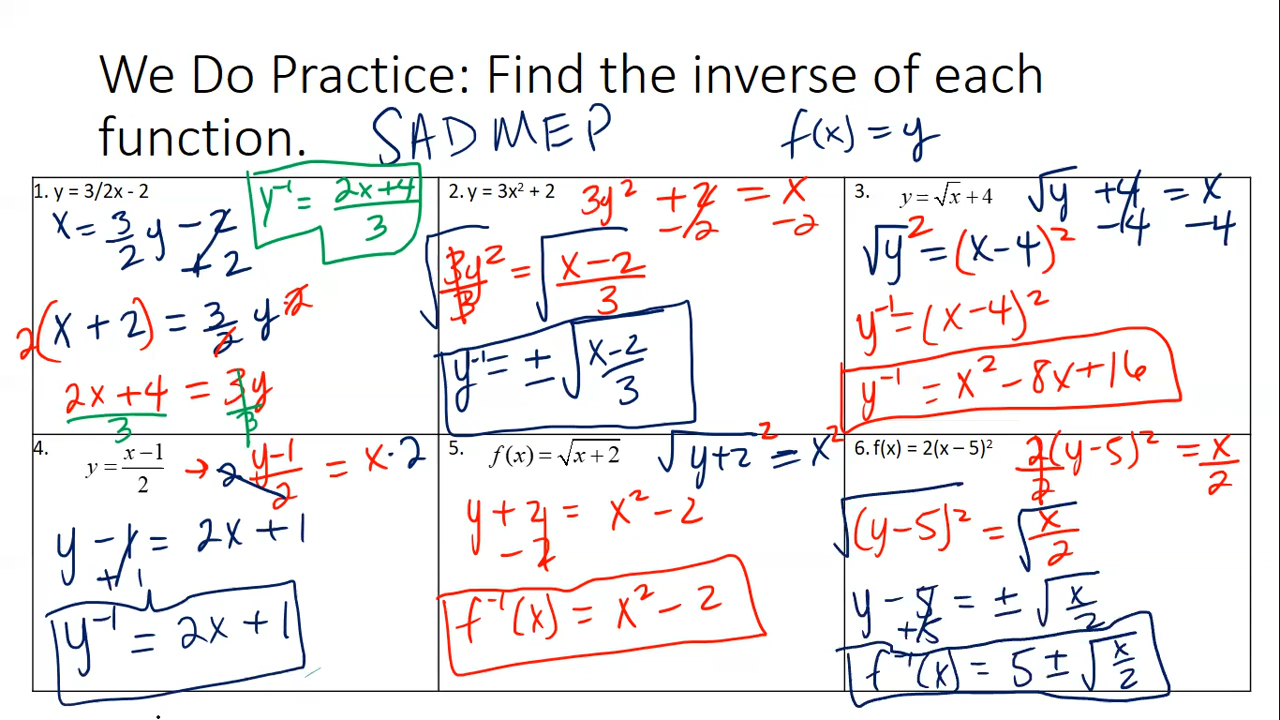 We Do Practice: Find the inverse of each
function. SADMEP f(x) = y
1. y = 3/2x - 2
y⁻¹ = (2x+4)/3
x = 3/2 y - 2
+ 2
2(x + 2) = 3/2 y · 2
2x + 4 = 3y
3 3
2. y = 3x² + 2
3y² + 2 = x
-2 -2
√3y²/3 = √(x-2)/3
y⁻¹ = ± √(x-2)/3
3. y = √x + 4
√y + 4 = x
-4 -4
√y² = (x-4)²
y⁻¹ = (x-4)²
y⁻¹ = x² - 8x + 16
4. y = (x-1)/2 → 2 (y-1)/2 = x · 2
y - 1 = 2x + 1
+ 1
y⁻¹ = 2x + 1
5. f(x) = √(x+2)
√(y+2)² = x²
y + 2 = x² - 2
- 2
f⁻¹(x) = x² - 2
6. f(x) = 2(x – 5)²
2(y-5)²/2 = x/2
√(y-5)² = √x/2
y - 5 = ± √x/2
+5
f⁻¹(x) = 5 ± √x/2